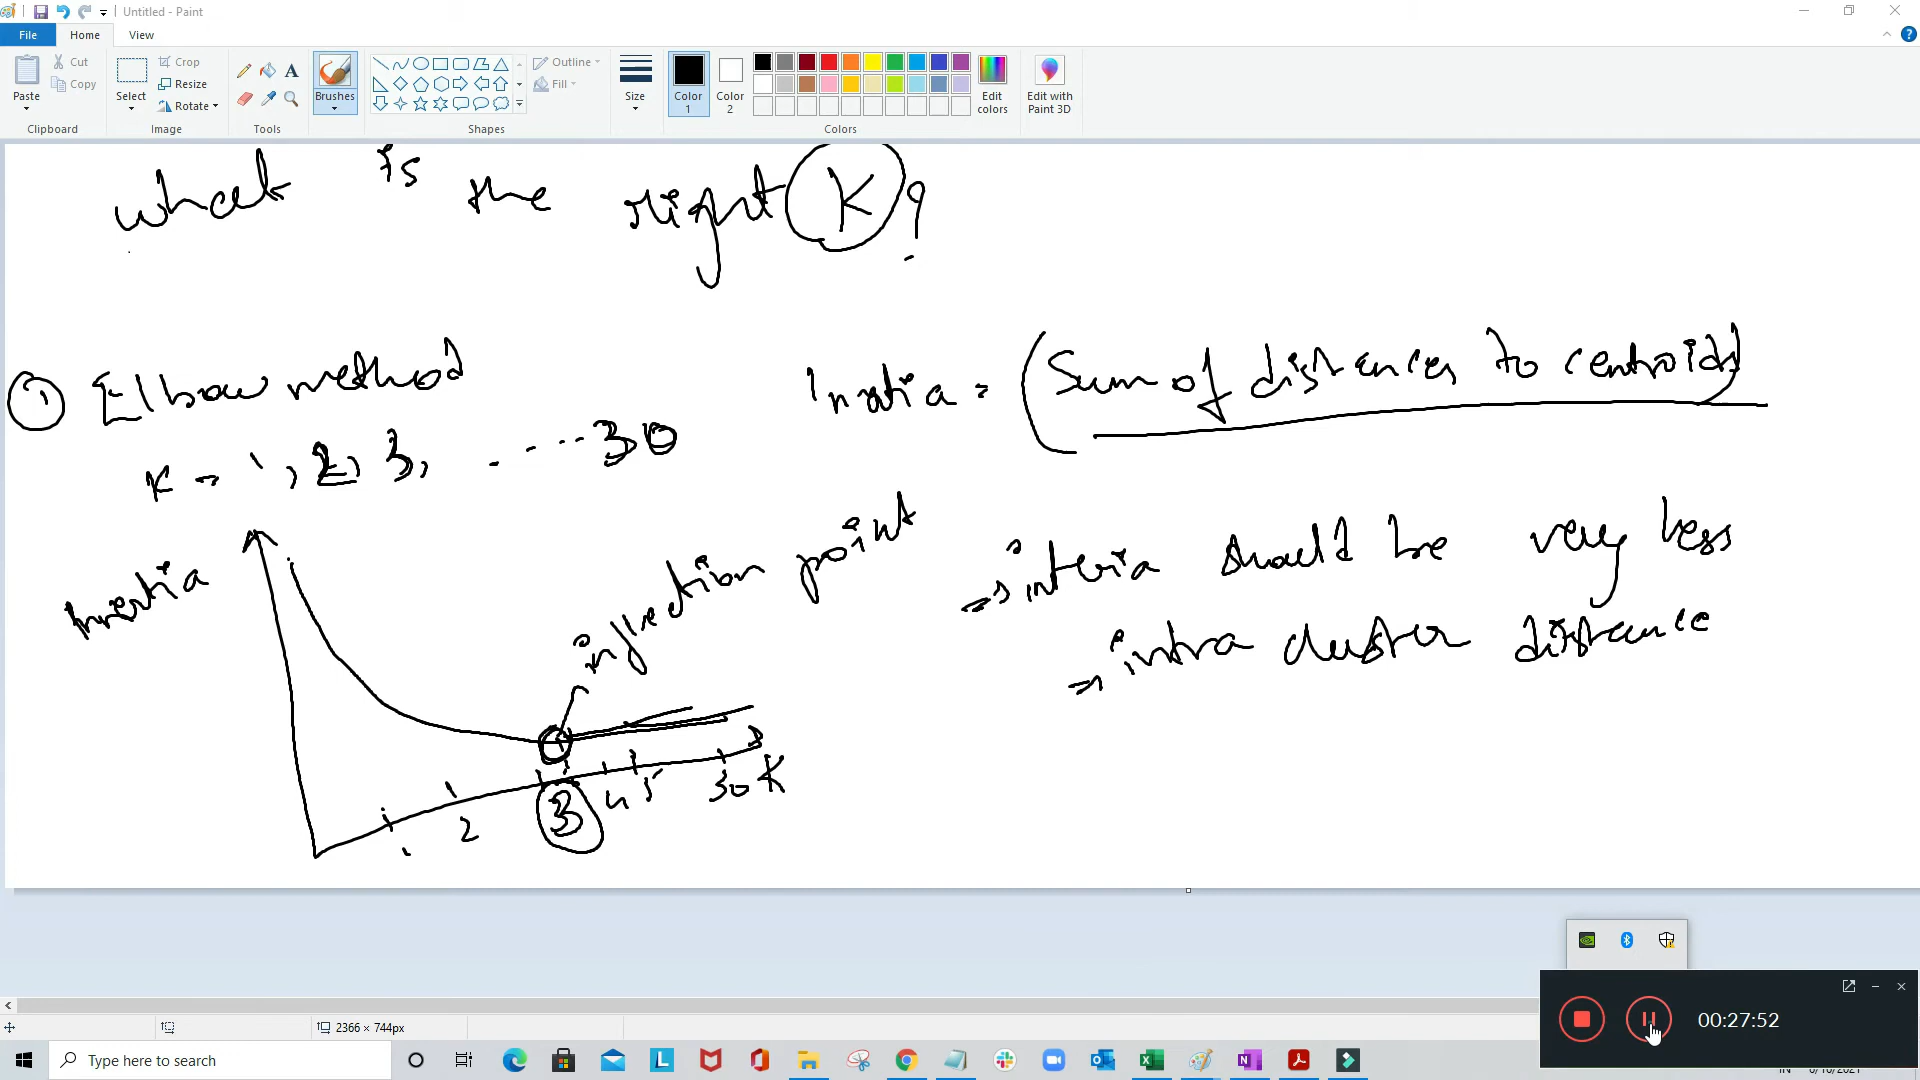 Untitled - Paint
File Home View
Cut
Copy
Paste
Clipboard
Select
Crop
Resize
Rotate
Image
Tools
Brushes
Shapes
Outline
Fill
Size
Color 1
Color 2
Edit colors
Colors
Edit with Paint 3D
what is the right K?
1 Elbow method
K = 1, 2, 3, ....30
(Sum of distances to centroids)
Inertia
inflection point
⇒ interia should be very less
⇒ intra cluster distance
1 2 3 4 5 30 K
2366 × 744px
00:27:52
Type here to search